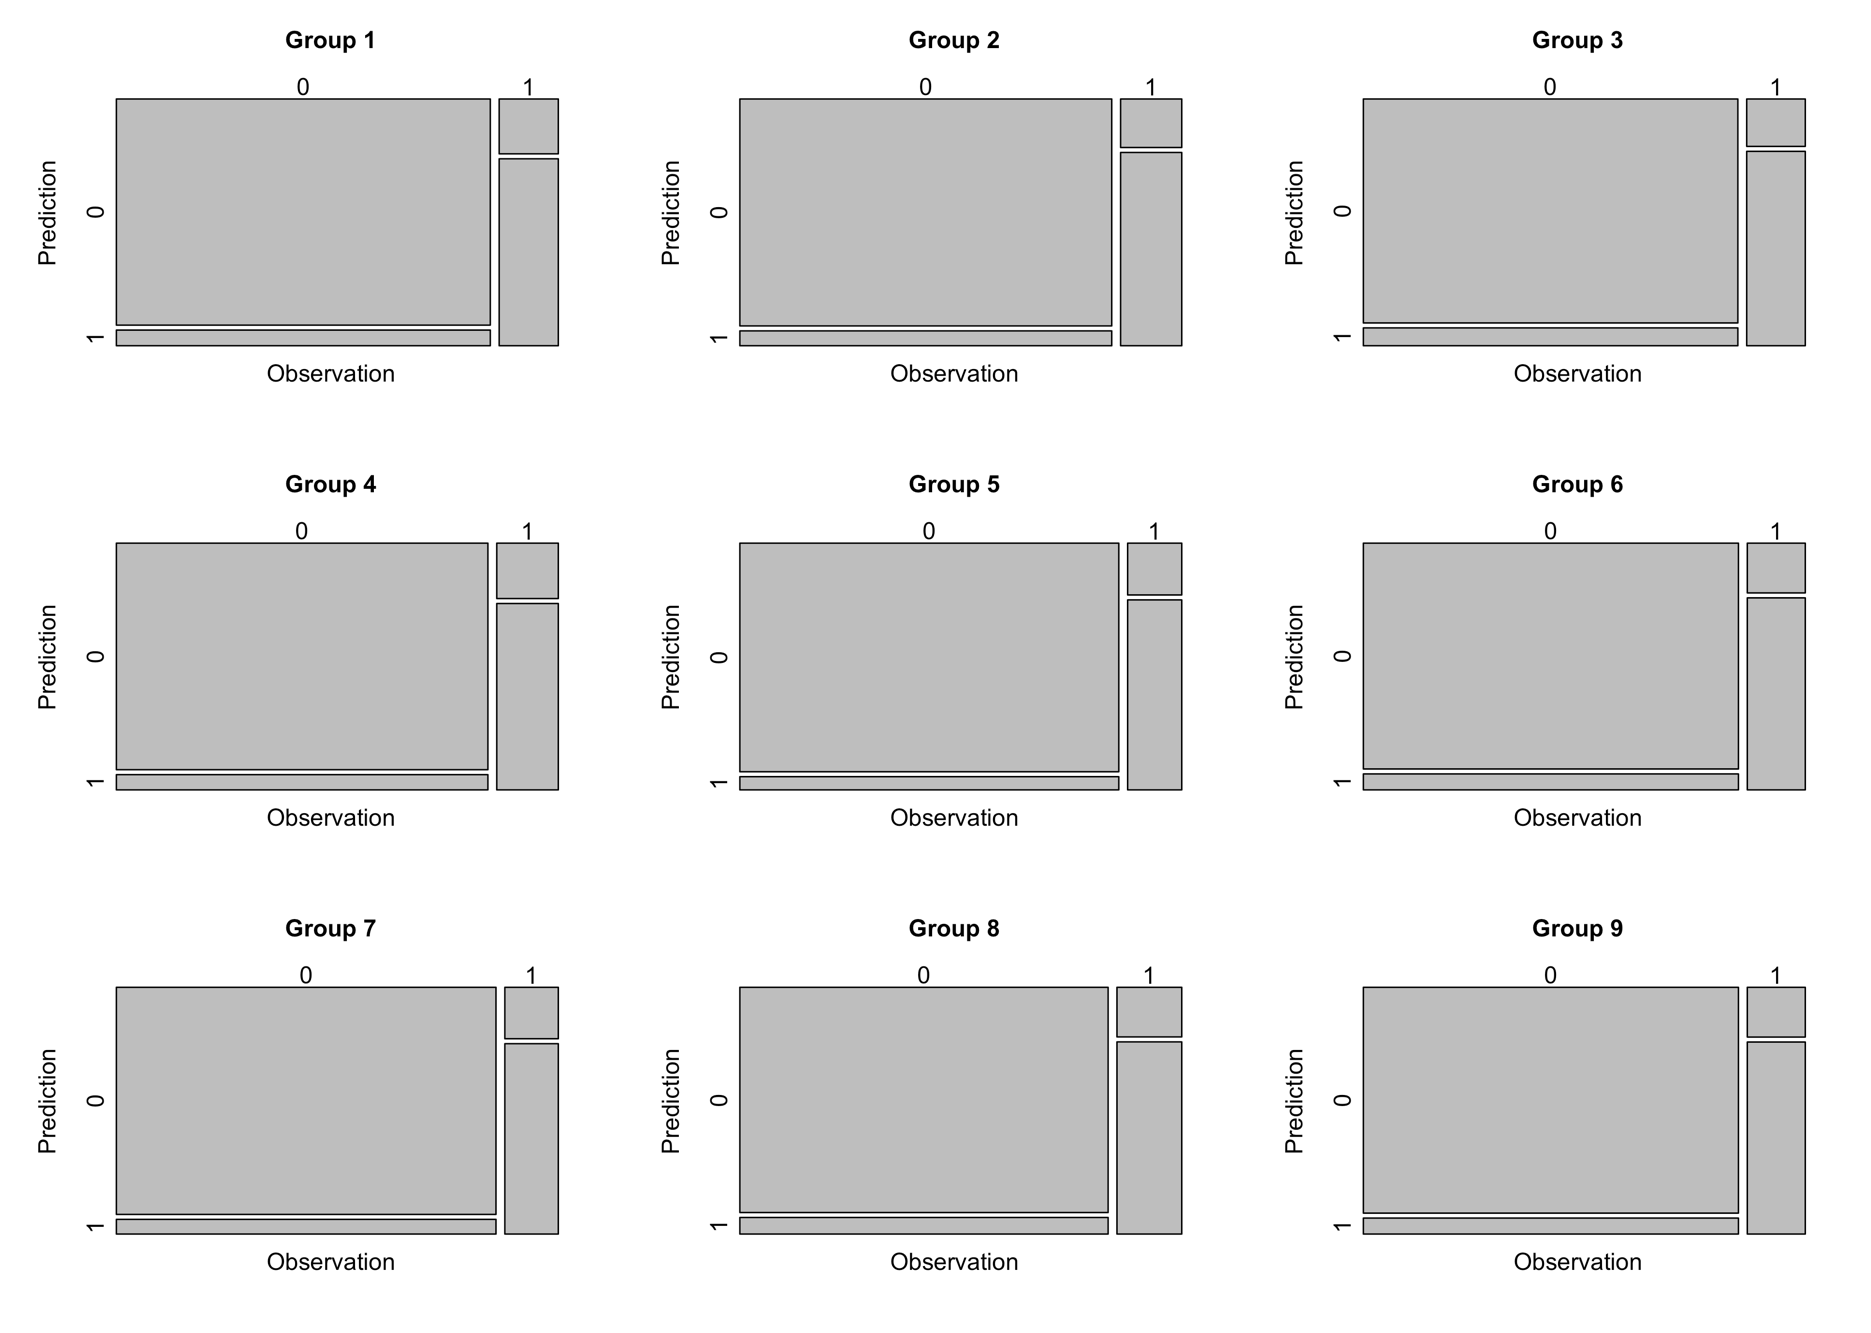 Group 1
0 1
Prediction
0
1
Observation
Group 2
0 1
Prediction
0
1
Observation
Group 3
0 1
Prediction
0
1
Observation
Group 4
0 1
Prediction
0
1
Observation
Group 5
0 1
Prediction
0
1
Observation
Group 6
0 1
Prediction
0
1
Observation
Group 7
0 1
Prediction
0
1
Observation
Group 8
0 1
Prediction
0
1
Observation
Group 9
0 1
Prediction
0
1
Observation